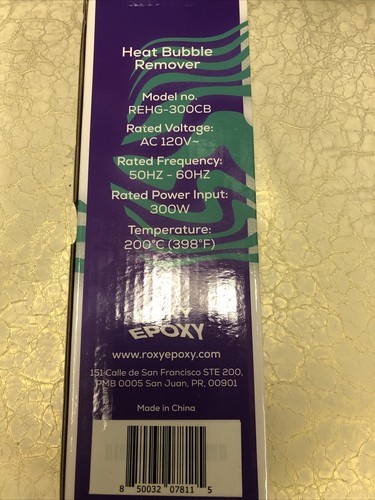 Heat Bubble
Remover
Model no.
REHG-300CB
Rated Voltage:
AC 120V~
Rated Frequency:
50HZ - 60HZ
Rated Power Input:
300W
Temperature:
200°C (398°F)
EPOXY
www.roxyepoxy.com
151 Calle de San Francisco STE 200,
PMB 0005 San Juan, PR, 00901
Made in China
8 50032 07811 5